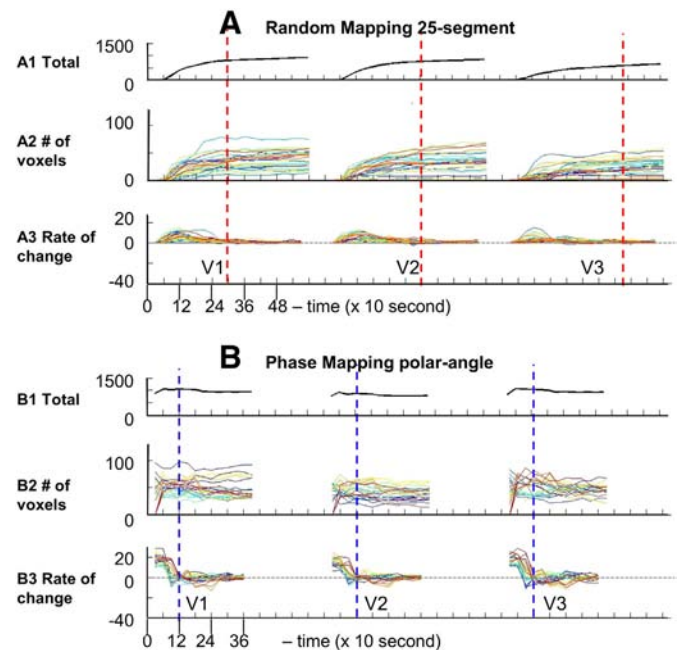 A
Random Mapping 25-segment
A1 Total
1500
0
A2 # of
voxels
100
0
A3 Rate of
change
20
0
-40
V1
V2
V3
0 12 24 36 48 – time (x 10 second)
B
Phase Mapping polar-angle
B1 Total
1500
0
B2 # of
voxels
100
0
B3 Rate of
change
20
0
-40
V1
V2
V3
0 12 24 36 – time (x 10 second)